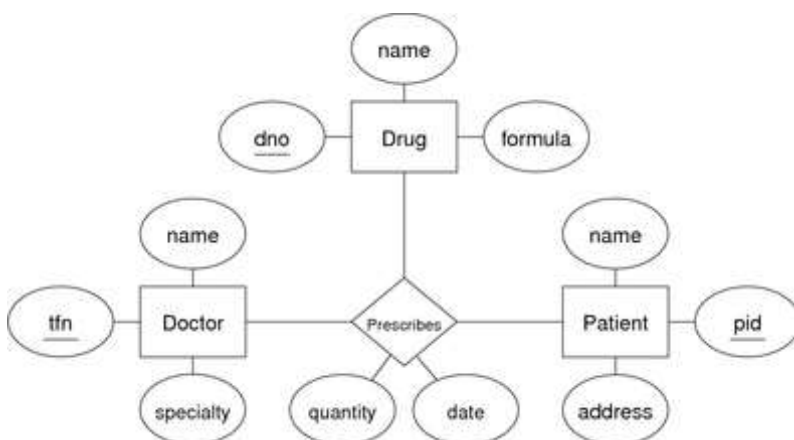 name
dno
Drug
formula
name
name
tfn
Doctor
Prescribes
Patient
pid
specialty
quantity
date
address